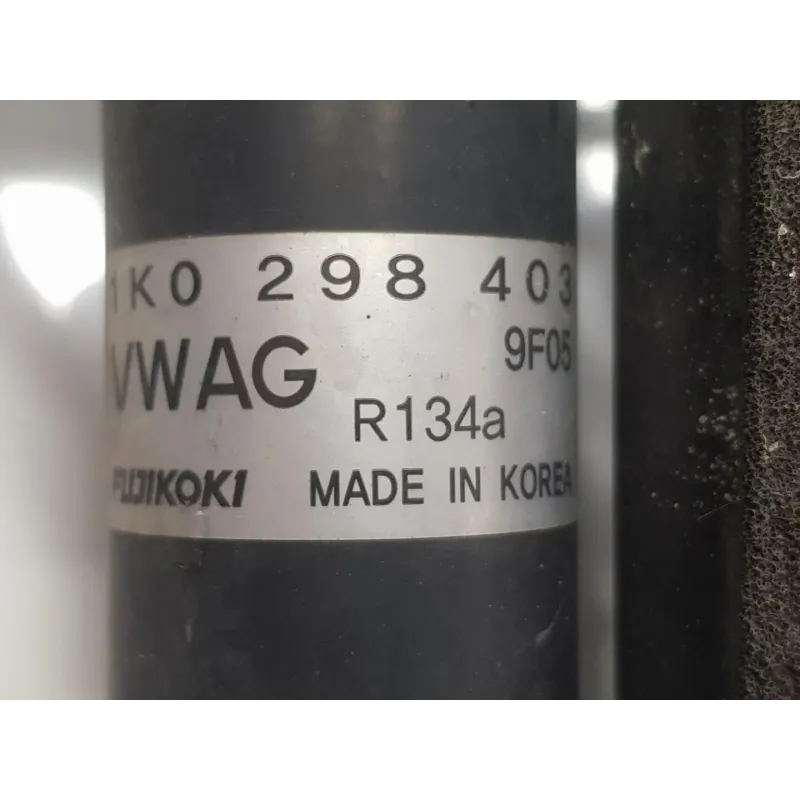 1K0 298 403
VWAG 9F05
R134a
FUJIKOKI MADE IN KOREA